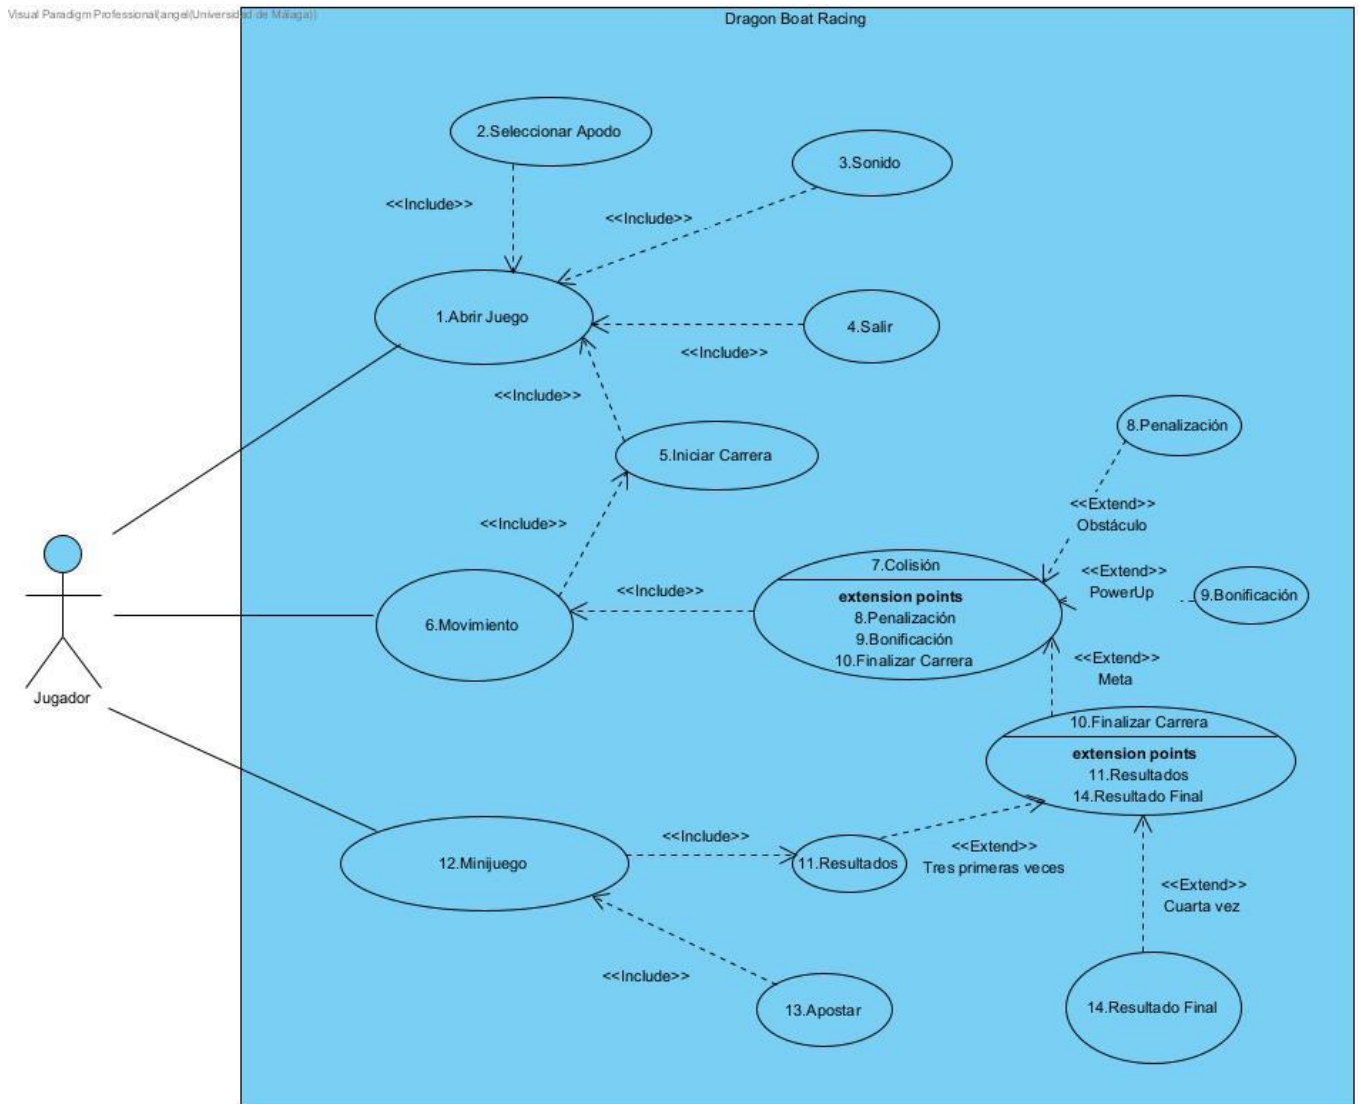 Visual Paradigm Professional(angel(Universidad de Málaga))
Dragon Boat Racing
2.Seleccionar Apodo
3.Sonido
<<Include>>
<<Include>>
1.Abrir Juego
4.Salir
<<Include>>
<<Include>>
5.Iniciar Carrera
8.Penalización
<<Include>>
<<Extend>>
Obstáculo
7.Colisión
<<Extend>>
PowerUp
9.Bonificación
<<Include>>
extension points
8.Penalización
9.Bonificación
10.Finalizar Carrera
6.Movimiento
<<Extend>>
Meta
Jugador
10.Finalizar Carrera
extension points
11.Resultados
14.Resultado Final
<<Include>>
12.Minijuego
11.Resultados
<<Extend>>
Tres primeras veces
<<Extend>>
Cuarta vez
<<Include>>
13.Apostar
14.Resultado Final